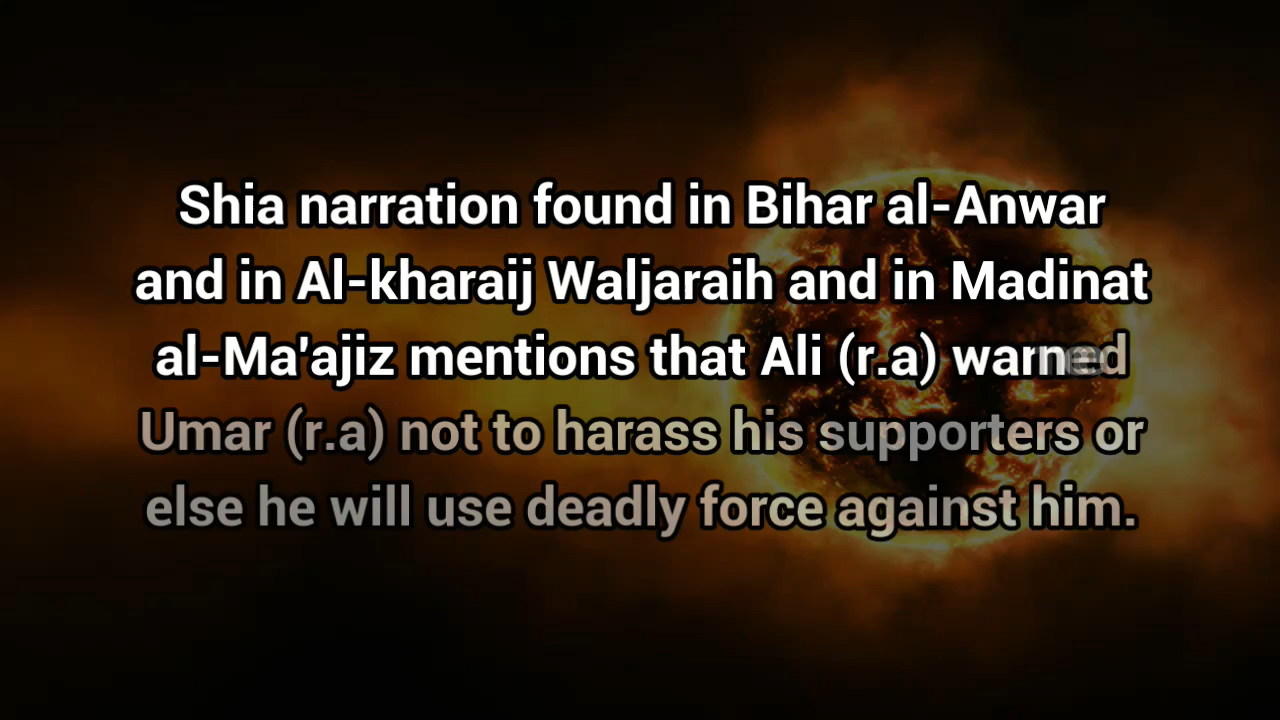 Shia narration found in Bihar al-Anwar
and in Al-kharaijj Waljaraih and in Madinat
al-Ma'ajiz mentions that Ali (r.a) warned
Umar (r.a) not to harass his supporters or
else he will use deadly force against him.